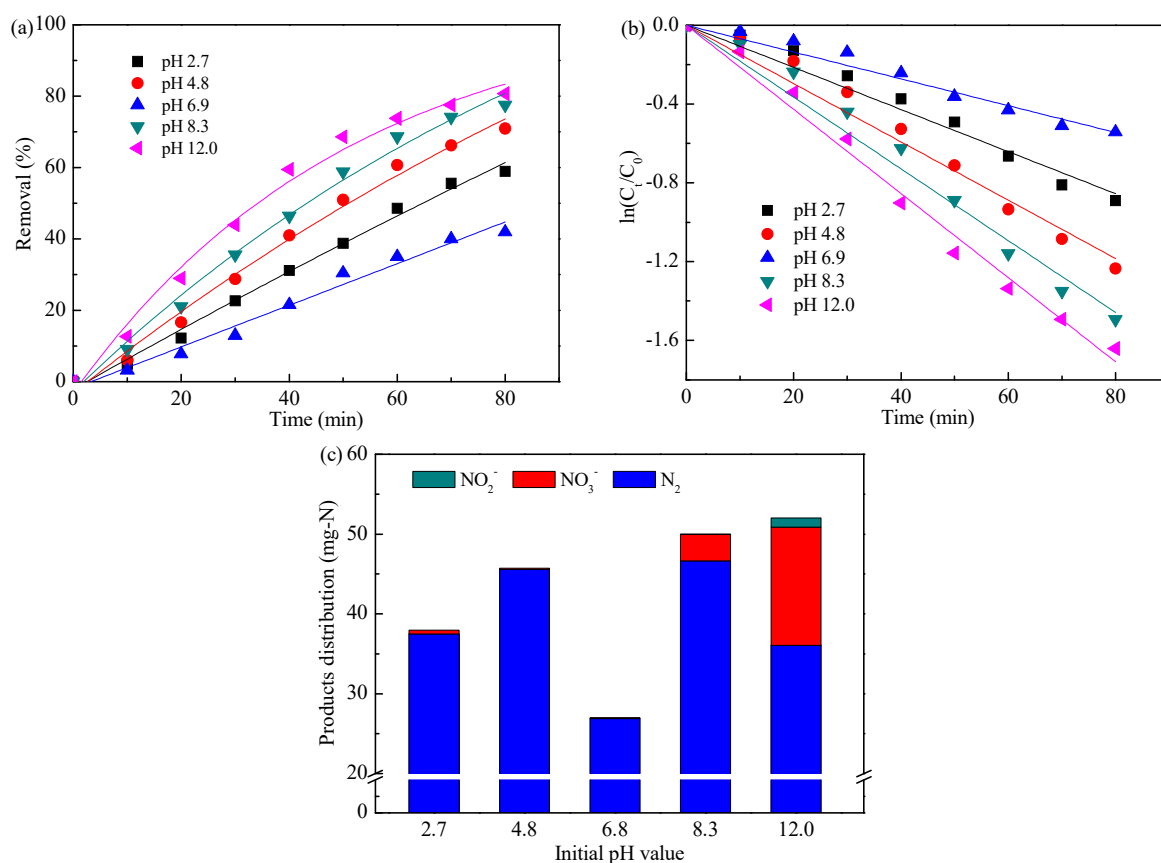 (a)
100
80
60
40
20
0
Removal (%)
pH 2.7
pH 4.8
pH 6.9
pH 8.3
pH 12.0
0 20 40 60 80
Time (min)
(b)
0.0
-0.4
-0.8
-1.2
-1.6
ln(Cₜ/C₀)
pH 2.7
pH 4.8
pH 6.9
pH 8.3
pH 12.0
0 20 40 60 80
Time (min)
(c)
60
50
40
30
20
0
Products distribution (mg-N)
NO₂⁻ NO₃⁻ N₂
2.7 4.8 6.8 8.3 12.0
Initial pH value